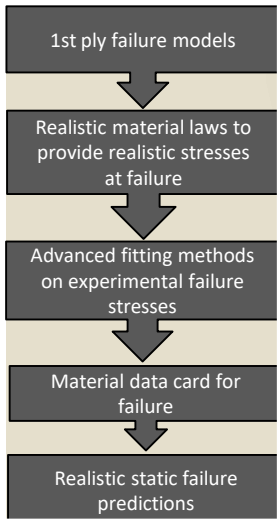 1st ply failure models
Realistic material laws to
provide realistic stresses
at failure
Advanced fitting methods
on experimental failure
stresses
Material data card for
failure
Realistic static failure
predictions